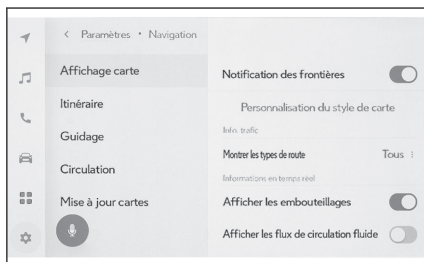 < Paramètres • Navigation
Affichage carte
Itinéraire
Guidage
Circulation
Mise à jour cartes
Notification des frontières
Personnalisation du style de carte
Info. trafic
Montrer les types de route Tous
Informations en temps réel
Afficher les embouteillages
Afficher les flux de circulation fluide